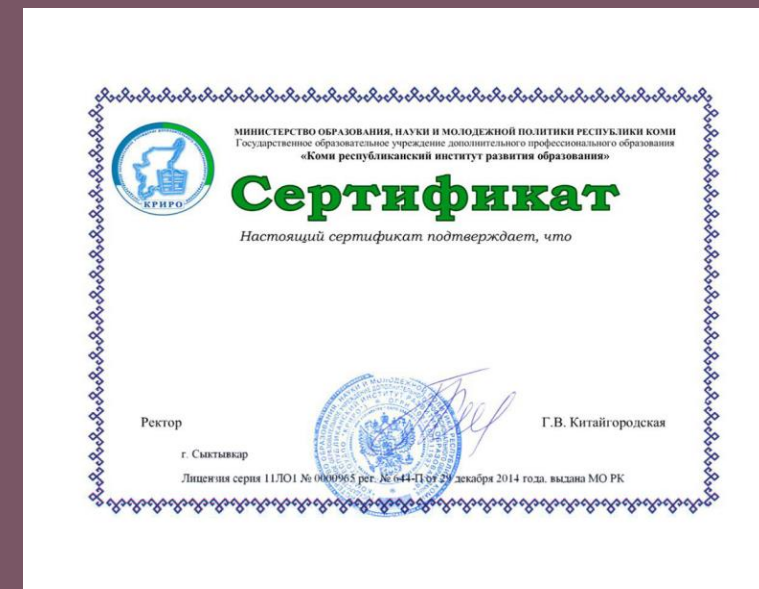 МИНИСТЕРСТВО ОБРАЗОВАНИЯ, НАУКИ И МОЛОДЕЖНОЙ ПОЛИТИКИ РЕСПУБЛИКИ КОМИ
Государственное образовательное учреждение дополнительного профессионального образования
«Коми республиканский институт развития образования»
КРИРО
Сертификат
Настоящий сертификат подтверждает, что
Ректор
Г.В. Китайгородская
г. Сыктывкар
Лицензия серия 11ЛО1 № 0000965 рег. № 644-П от 29 декабря 2014 года, выдана МО РК